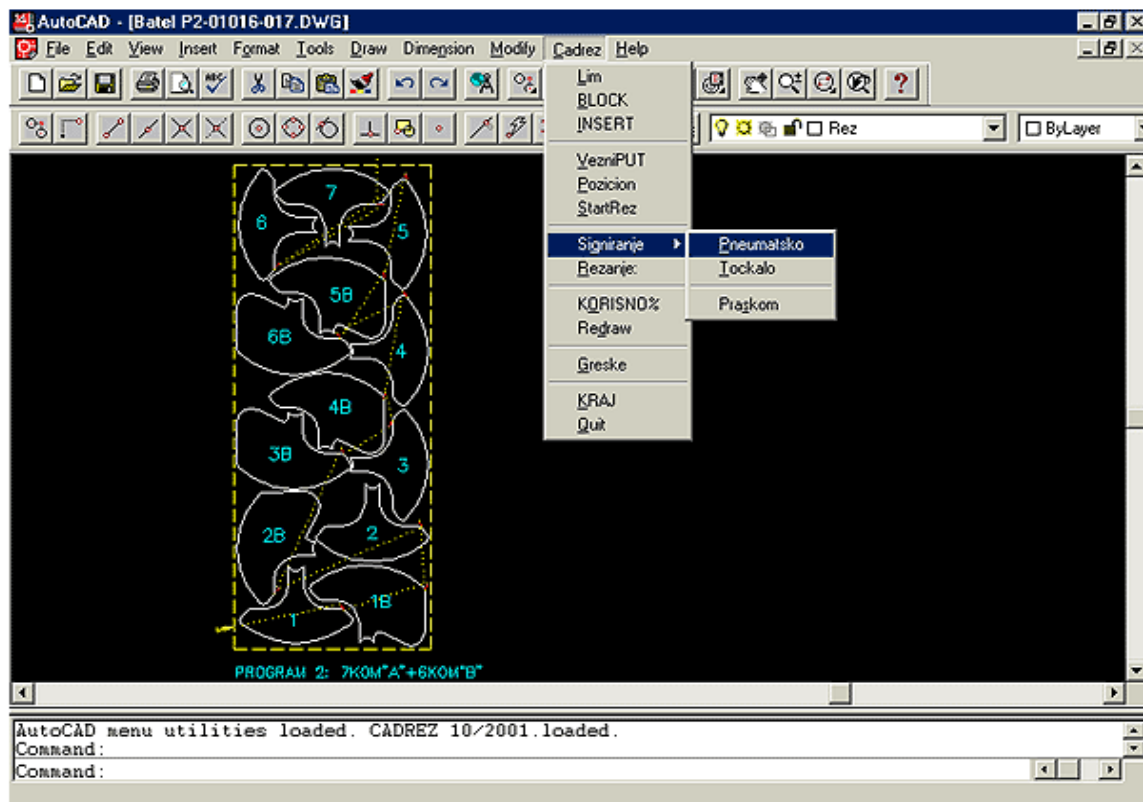 AutoCAD - [Batel P2-01016-017.DWG]
File Edit View Insert Format Tools Draw Dimension Modify Cadrez Help
Lim
BLOCK
INSERT
VezniPUT
Pozicion
StartRez
Signiranje
Rezanje:
KORISNO%
Redraw
Greske
KRAJ
Quit
Pneumatsko
Tockalo
Praskom
ABC
?
Rez
ByLayer
7
6
5
5B
6B
4
4B
3B
3
2B
2
1B
1
PROGRAM 2: 7KOM"A"+6KOM"B"
AutoCAD menu utilities loaded. CADREZ 10/2001.loaded.
Command:
Command: